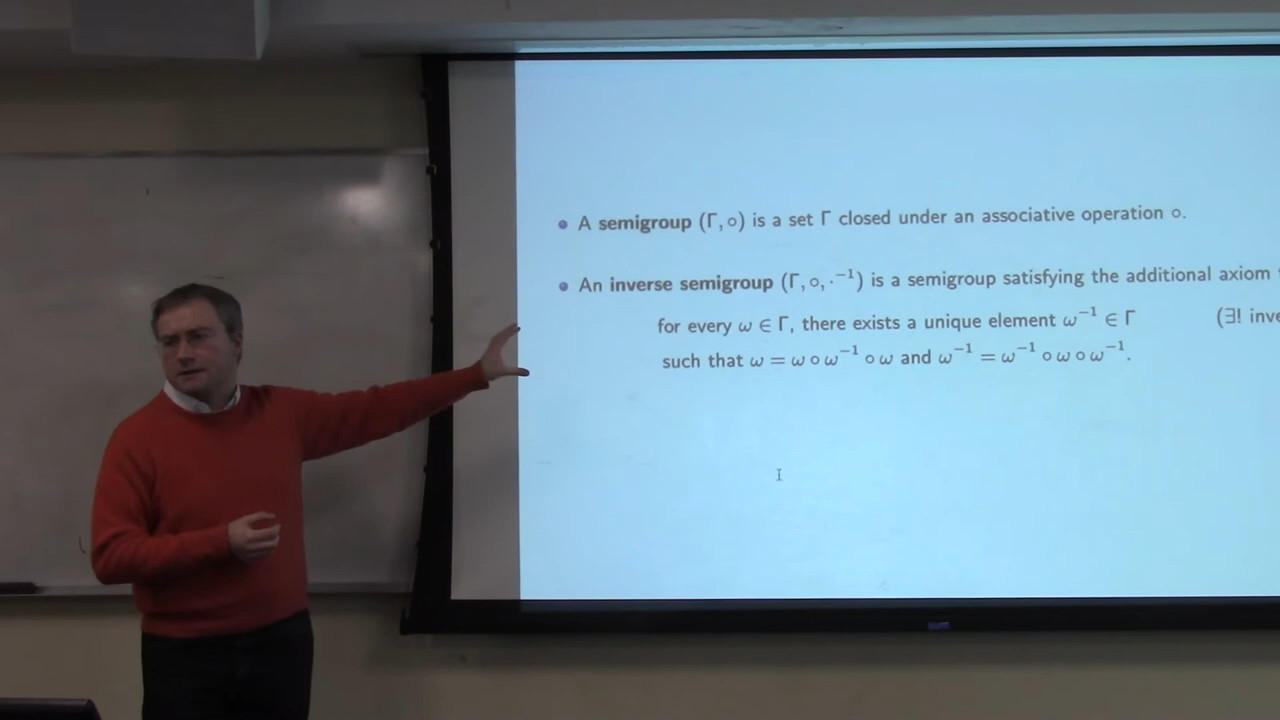 • A semigroup (Γ, ∘) is a set Γ closed under an associative operation ∘.
• An inverse semigroup (Γ, ∘, ·⁻¹) is a semigroup satisfying the additional axiom
for every ω ∈ Γ, there exists a unique element ω⁻¹ ∈ Γ (∃! inve
such that ω = ω ∘ ω⁻¹ ∘ ω and ω⁻¹ = ω⁻¹ ∘ ω ∘ ω⁻¹.